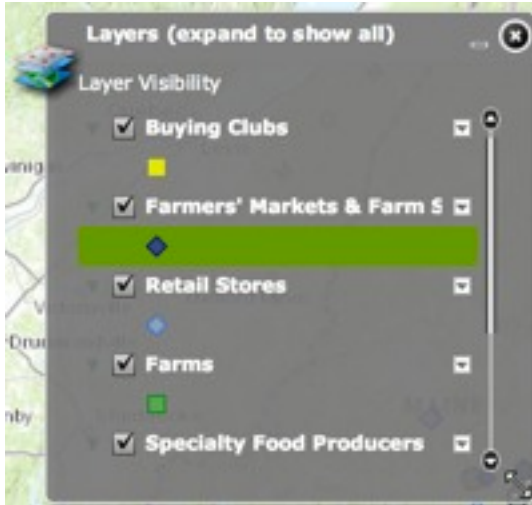 Layers (expand to show all)
Layer Visibility
Buying Clubs
Farmers' Markets & Farm S
Retail Stores
Farms
Specialty Food Producers